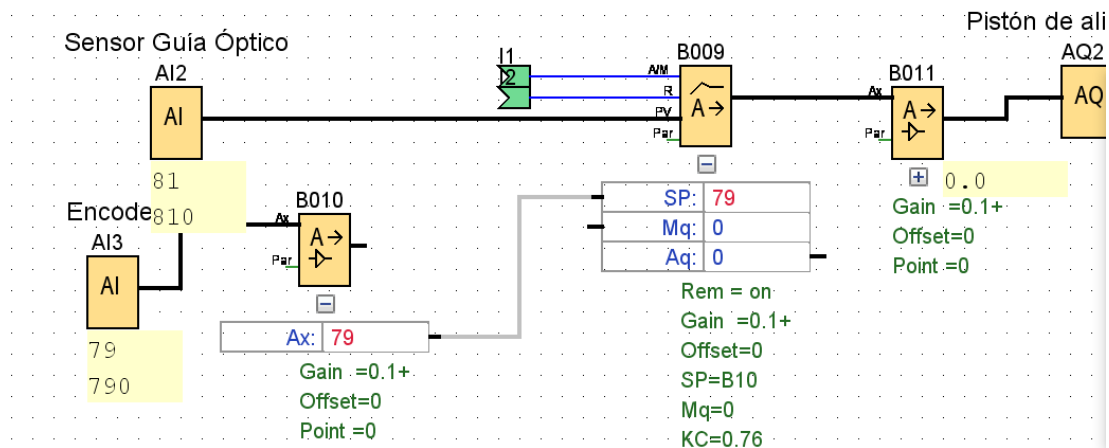 Pistón de ali
Sensor Guía Óptico
AI2
AI
I1
I2
A/M
R
PV
Par
B009
A→
B011
Ax
Par
A→
AQ2
AQ
81
810
0.0
Encode
AI3
AI
B010
Ax
Par
A→
79
790
Ax: 79
Gain =0.1+
Offset=0
Point =0
SP: 79
Mq: 0
Aq: 0
Rem = on
Gain =0.1+
Offset=0
SP=B10
Mq=0
KC=0.76
Gain =0.1+
Offset=0
Point =0